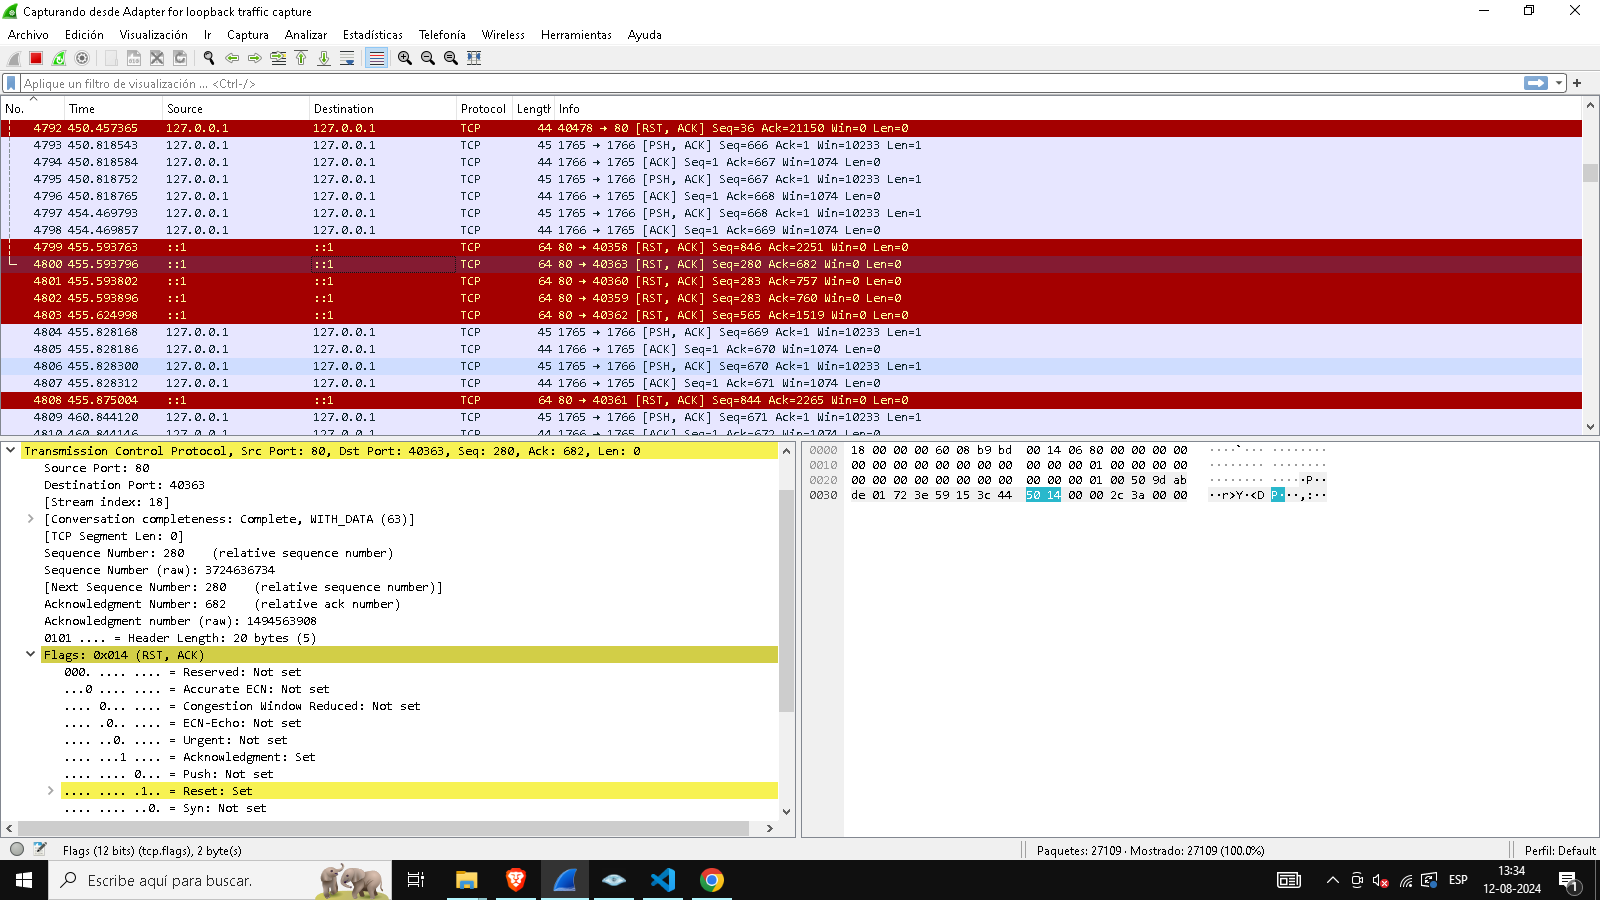 Capturando desde Adapter for loopback traffic capture
Archivo Edición Visualización Ir Captura Analizar Estadísticas Telefonía Wireless Herramientas Ayuda
Aplique un filtro de visualización ... <Ctrl-/>
No. Time Source Destination Protocol Length Info
4792 450.457365 127.0.0.1 127.0.0.1 TCP 44 40478 → 80 [RST, ACK] Seq=36 Ack=21150 Win=0 Len=0
4793 450.818543 127.0.0.1 127.0.0.1 TCP 45 1765 → 1766 [PSH, ACK] Seq=666 Ack=1 Win=10233 Len=1
4794 450.818584 127.0.0.1 127.0.0.1 TCP 44 1766 → 1765 [ACK] Seq=1 Ack=667 Win=1074 Len=0
4795 450.818752 127.0.0.1 127.0.0.1 TCP 45 1765 → 1766 [PSH, ACK] Seq=667 Ack=1 Win=10233 Len=1
4796 450.818765 127.0.0.1 127.0.0.1 TCP 44 1766 → 1765 [ACK] Seq=1 Ack=668 Win=1074 Len=0
4797 454.469793 127.0.0.1 127.0.0.1 TCP 45 1765 → 1766 [PSH, ACK] Seq=668 Ack=1 Win=10233 Len=1
4798 454.469857 127.0.0.1 127.0.0.1 TCP 44 1766 → 1765 [ACK] Seq=1 Ack=669 Win=1074 Len=0
4799 455.593763 ::1 ::1 TCP 64 80 → 40358 [RST, ACK] Seq=846 Ack=2251 Win=0 Len=0
4800 455.593796 ::1 ::1 TCP 64 80 → 40363 [RST, ACK] Seq=280 Ack=682 Win=0 Len=0
4801 455.593802 ::1 ::1 TCP 64 80 → 40360 [RST, ACK] Seq=283 Ack=757 Win=0 Len=0
4802 455.593896 ::1 ::1 TCP 64 80 → 40359 [RST, ACK] Seq=283 Ack=760 Win=0 Len=0
4803 455.624998 ::1 ::1 TCP 64 80 → 40362 [RST, ACK] Seq=565 Ack=1519 Win=0 Len=0
4804 455.828168 127.0.0.1 127.0.0.1 TCP 45 1765 → 1766 [PSH, ACK] Seq=669 Ack=1 Win=10233 Len=1
4805 455.828186 127.0.0.1 127.0.0.1 TCP 44 1766 → 1765 [ACK] Seq=1 Ack=670 Win=1074 Len=0
4806 455.828300 127.0.0.1 127.0.0.1 TCP 45 1765 → 1766 [PSH, ACK] Seq=670 Ack=1 Win=10233 Len=1
4807 455.828312 127.0.0.1 127.0.0.1 TCP 44 1766 → 1765 [ACK] Seq=1 Ack=671 Win=1074 Len=0
4808 455.875004 ::1 ::1 TCP 64 80 → 40361 [RST, ACK] Seq=844 Ack=2265 Win=0 Len=0
4809 460.844120 127.0.0.1 127.0.0.1 TCP 45 1765 → 1766 [PSH, ACK] Seq=671 Ack=1 Win=10233 Len=1
4810 460.844146 127.0.0.1 127.0.0.1 TCP 44 1766 → 1765 [ACK] Seq=1 Ack=672 Win=1074 Len=0
Transmission Control Protocol, Src Port: 80, Dst Port: 40363, Seq: 280, Ack: 682, Len: 0
Source Port: 80
Destination Port: 40363
[Stream index: 18]
[Conversation completeness: Complete, WITH_DATA (63)]
[TCP Segment Len: 0]
Sequence Number: 280 (relative sequence number)
Sequence Number (raw): 3724636734
[Next Sequence Number: 280 (relative sequence number)]
Acknowledgment Number: 682 (relative ack number)
Acknowledgment number (raw): 1494563908
0101 .... = Header Length: 20 bytes (5)
Flags: 0x014 (RST, ACK)
000. .... .... = Reserved: Not set
...0 .... .... = Accurate ECN: Not set
.... 0... .... = Congestion Window Reduced: Not set
.... .0.. .... = ECN-Echo: Not set
.... ..0. .... = Urgent: Not set
.... ...1 .... = Acknowledgment: Set
.... .... 0... = Push: Not set
.... .... .1.. = Reset: Set
.... .... ..0. = Syn: Not set
0000 18 00 00 00 60 08 b9 bd 00 14 06 80 00 00 00 00 ····`··· ········
0010 00 00 00 00 00 00 00 00 00 00 00 01 00 00 00 00 ········ ········
0020 00 00 00 00 00 00 00 00 00 00 00 01 00 50 9d ab ········ ·····P··
0030 de 01 72 3e 59 15 3c 44 50 14 00 00 2c 3a 00 00 ··r>Y·<D P···,:··
Flags (12 bits) (tcp.flags), 2 byte(s)
Paquetes: 27109 · Mostrado: 27109 (100.0%)
Perfil: Default
Escribe aquí para buscar.
ESP
13:34
12-08-2024
1